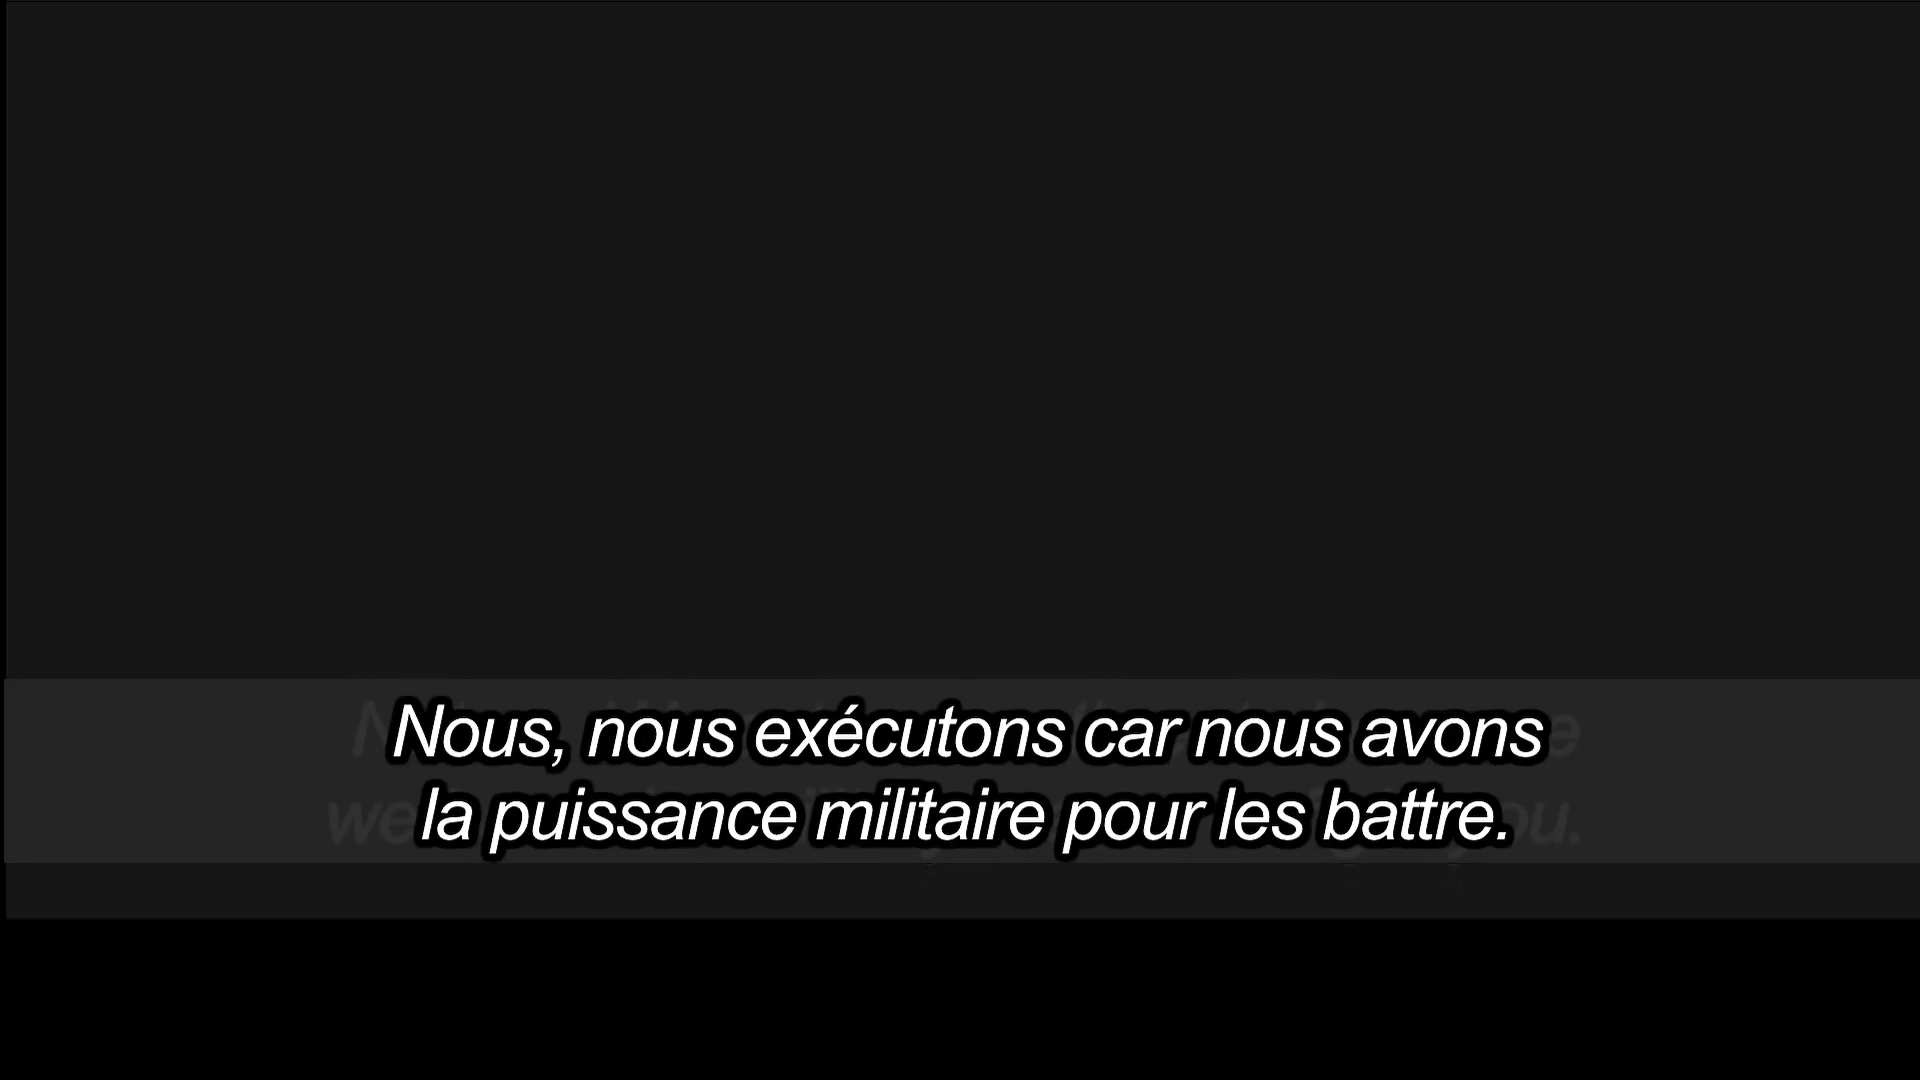 Nous, nous exécutons car nous avons
la puissance militaire pour les battre.